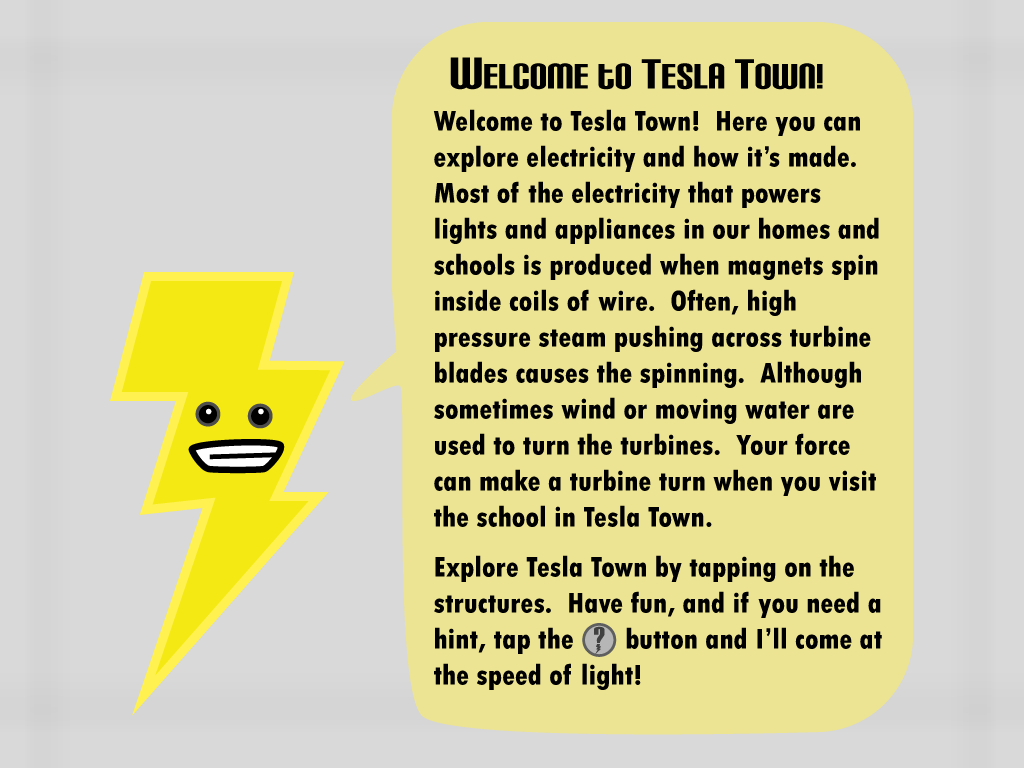 Welcome to Tesla Town!
Welcome to Tesla Town!  Here you can
explore electricity and how it's made.
Most of the electricity that powers
lights and appliances in our homes and
schools is produced when magnets spin
inside coils of wire.  Often, high
pressure steam pushing across turbine
blades causes the spinning.  Although
sometimes wind or moving water are
used to turn the turbines.  Your force
can make a turbine turn when you visit
the school in Tesla Town.
Explore Tesla Town by tapping on the
structures.  Have fun, and if you need a
hint, tap the ? button and I'll come at
the speed of light!